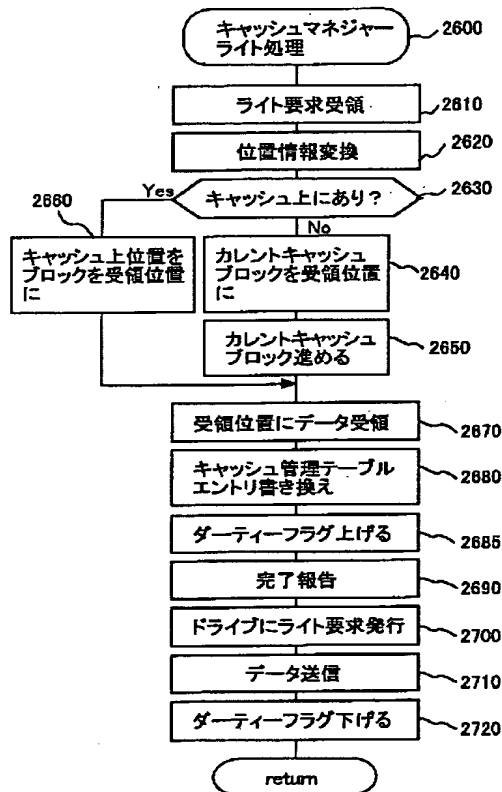 キャッシュマネジャー
ライト処理
2600
ライト要求受領
2610
位置情報変換
2620
キャッシュ上にあり?
2630
Yes
No
2660
キャッシュ上位置を
ブロックを受領位置
に
カレントキャッシュ
ブロックを受領位置
に
2640
カレントキャッシュ
ブロック進める
2650
受領位置にデータ受領
2670
キャッシュ管理テーブル
エントリ書き換え
2680
ダーティーフラグ上げる
2685
完了報告
2690
ドライブにライト要求発行
2700
データ送信
2710
ダーティーフラグ下げる
2720
return